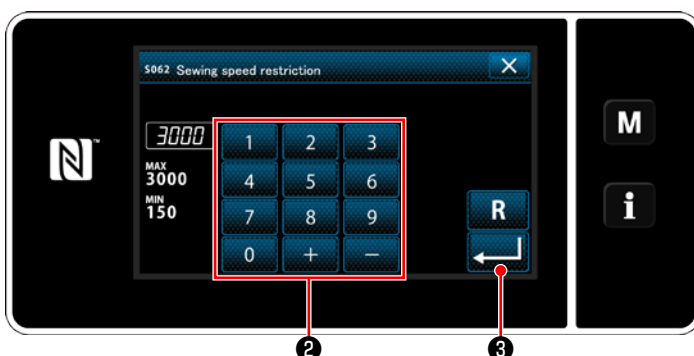 S062 Sewing speed restriction
3000
MAX
3000
MIN
150
1 2 3
4 5 6
7 8 9
0 + −
R
M
i
N™
❷ ❸